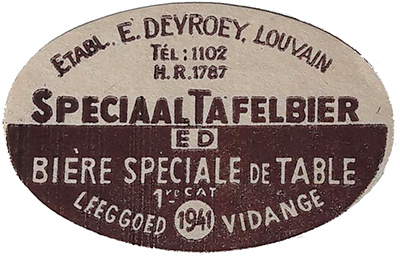 ETABL. E. DEVROEY, LOUVAIN
TÉL: 1102
H.R. 1787
SPECIAAL TAFELBIER
ED
BIÈRE SPECIALE DE TABLE
1re CAT
LEEGGOED 1941 VIDANGE